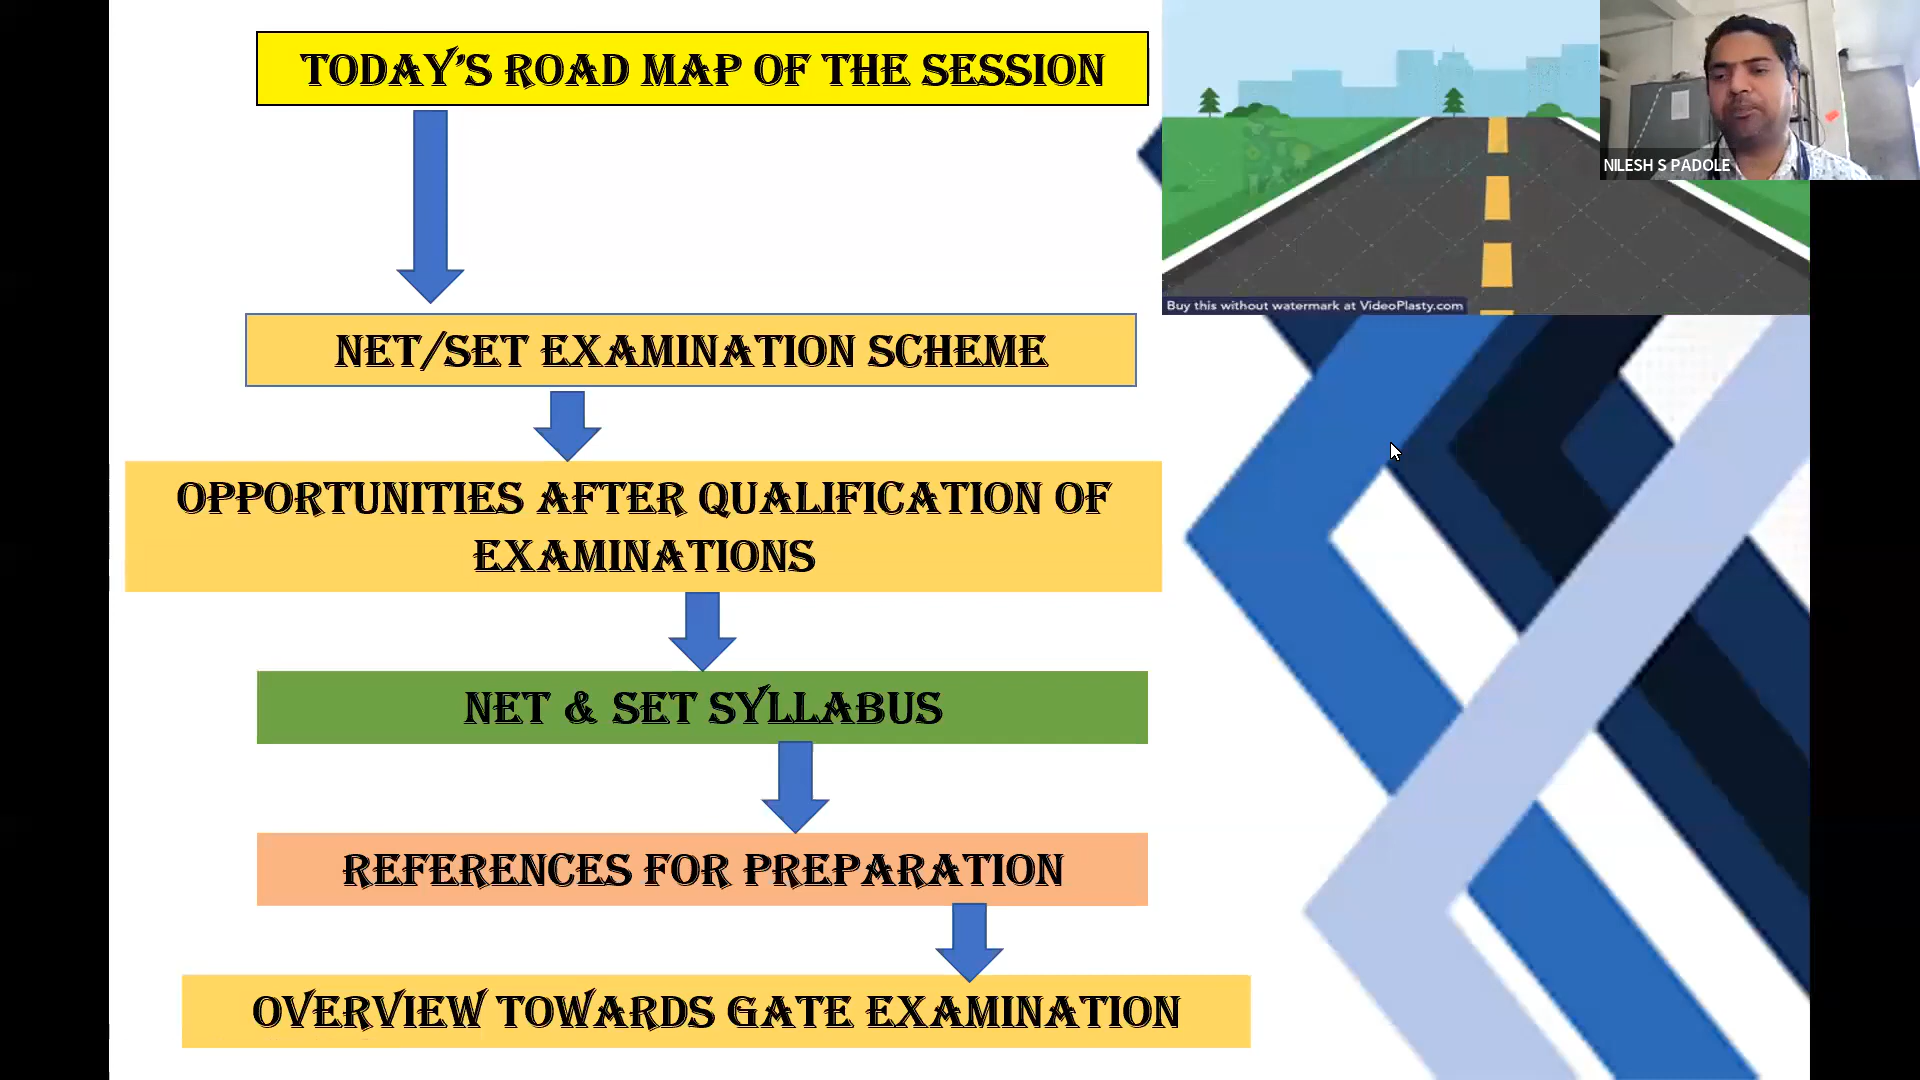 TODAY'S ROAD MAP OF THE SESSION
NILESH S PADOLE
Buy this without watermark at VideoPlasty.com
NET/SET EXAMINATION SCHEME
OPPORTUNITIES AFTER QUALIFICATION OF
EXAMINATIONS
NET & SET SYLLABUS
REFERENCES FOR PREPARATION
OVERVIEW TOWARDS GATE EXAMINATION